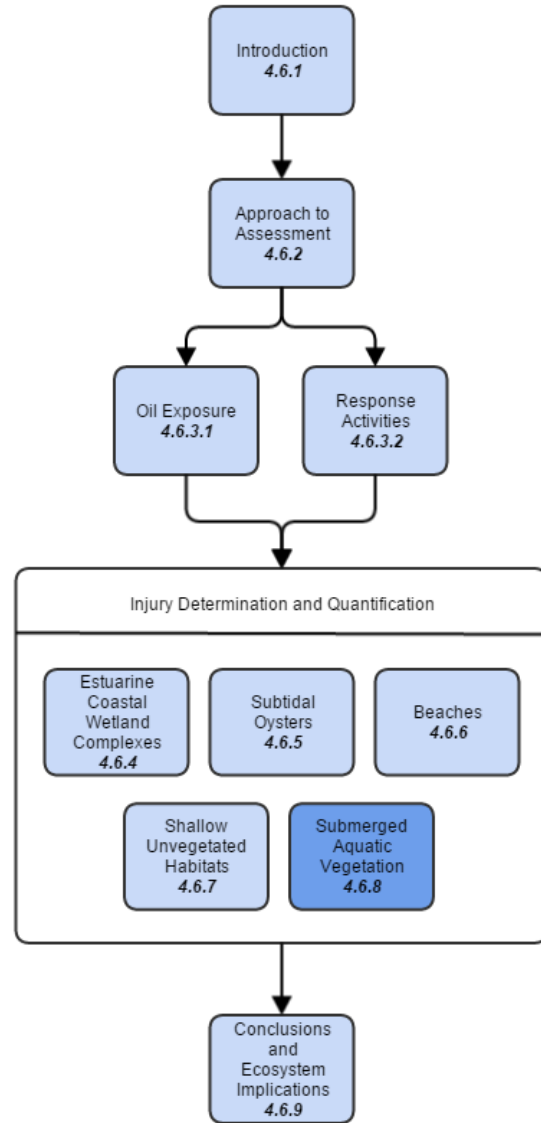 Introduction
4.6.1
Approach to
Assessment
4.6.2
Oil Exposure
4.6.3.1
Response
Activities
4.6.3.2
Injury Determination and Quantification
Estuarine
Coastal
Wetland
Complexes
4.6.4
Subtidal
Oysters
4.6.5
Beaches
4.6.6
Shallow
Unvegetated
Habitats
4.6.7
Submerged
Aquatic
Vegetation
4.6.8
Conclusions
and
Ecosystem
Implications
4.6.9